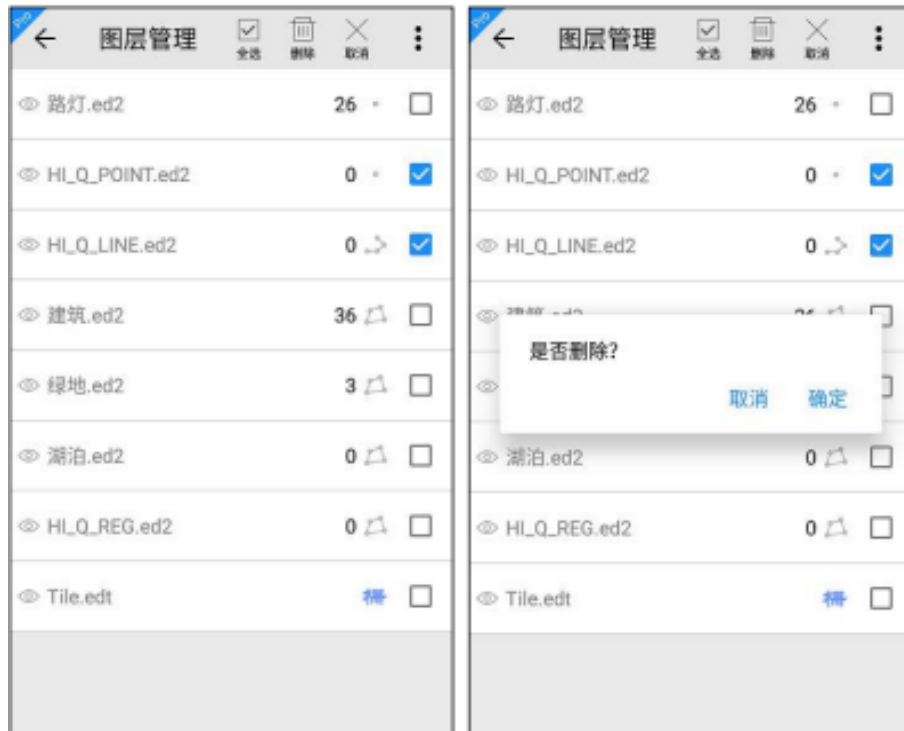 Pro
图层管理
全选 删除 取消
路灯.ed2 26
HI_Q_POINT.ed2 0
HI_Q_LINE.ed2 0
建筑.ed2 36
绿地.ed2 3
湖泊.ed2 0
HI_Q_REG.ed2 0
Tile.edt 栅
Pro
图层管理
全选 删除 取消
路灯.ed2 26
HI_Q_POINT.ed2 0
HI_Q_LINE.ed2 0
是否删除?
取消 确定
湖泊.ed2 0
HI_Q_REG.ed2 0
Tile.edt 栅